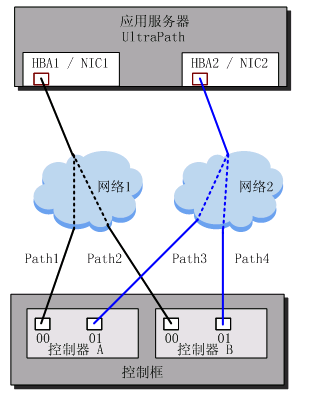 应用服务器
UltraPath
HBA1 / NIC1
HBA2 / NIC2
网络1
网络2
Path1
Path2
Path3
Path4
00
01
00
01
控制器 A
控制器 B
控制框